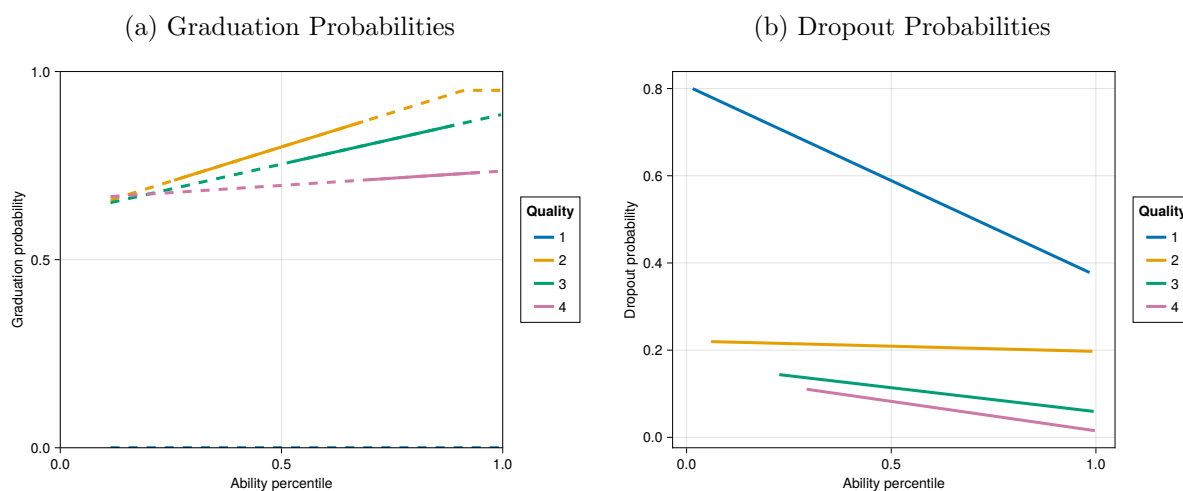 (a) Graduation Probabilities
1.0
0.5
0.0
0.0
0.5
1.0
Graduation probability
Ability percentile
Quality
1
2
3
4
(b) Dropout Probabilities
0.8
0.6
0.4
0.2
0.0
0.0
0.5
1.0
Dropout probability
Ability percentile
Quality
1
2
3
4